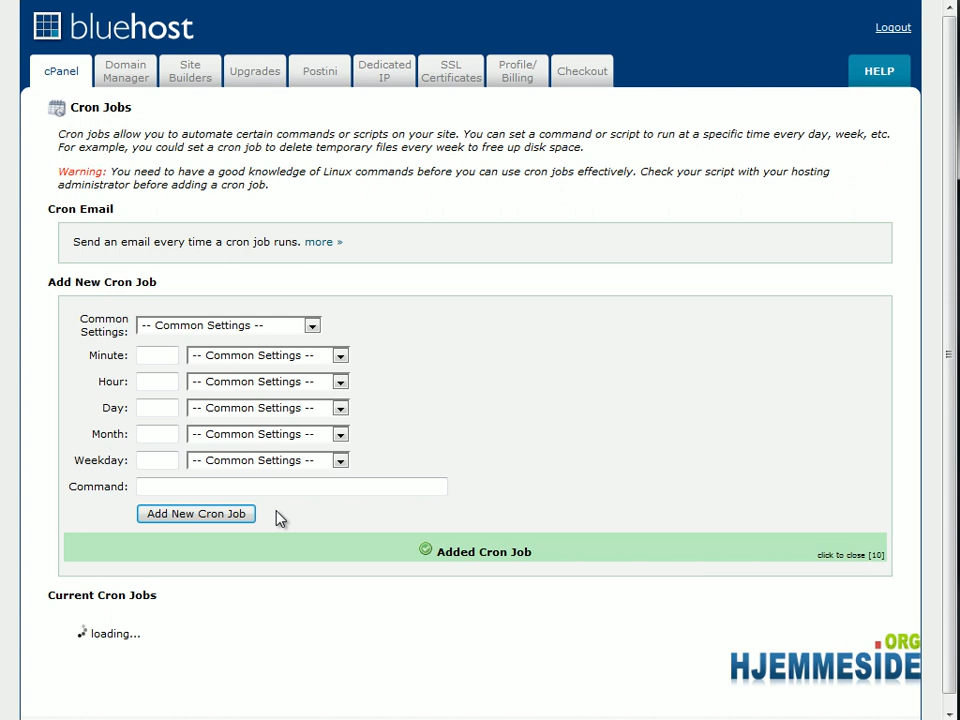 bluehost
Logout
cPanel
Domain Manager
Site Builders
Upgrades
Postini
Dedicated IP
SSL Certificates
Profile/ Billing
Checkout
HELP
Cron Jobs
Cron jobs allow you to automate certain commands or scripts on your site. You can set a command or script to run at a specific time every day, week, etc.
For example, you could set a cron job to delete temporary files every week to free up disk space.
Warning: You need to have a good knowledge of Linux commands before you can use cron jobs effectively. Check your script with your hosting
administrator before adding a cron job.
Cron Email
Send an email every time a cron job runs. more »
Add New Cron Job
Common Settings: -- Common Settings --
Minute: -- Common Settings --
Hour: -- Common Settings --
Day: -- Common Settings --
Month: -- Common Settings --
Weekday: -- Common Settings --
Command:
Add New Cron Job
Added Cron Job
click to close [10]
Current Cron Jobs
loading...
.ORG
HJEMMESIDE